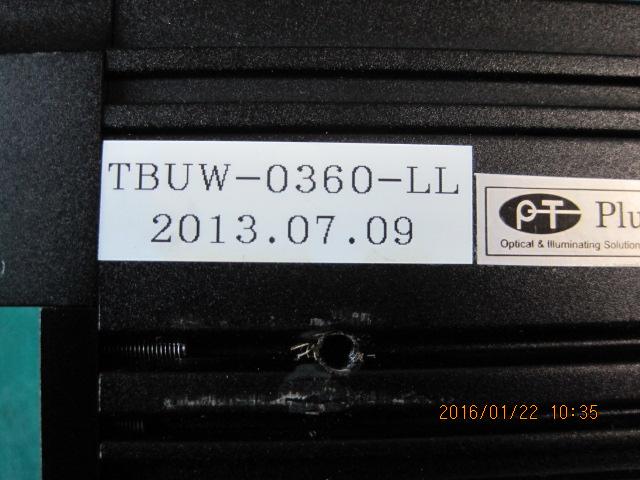 TBUW-0360-LL
2013.07.09
PT Plu
Optical & Illuminating Solution
2016/01/22 10:35